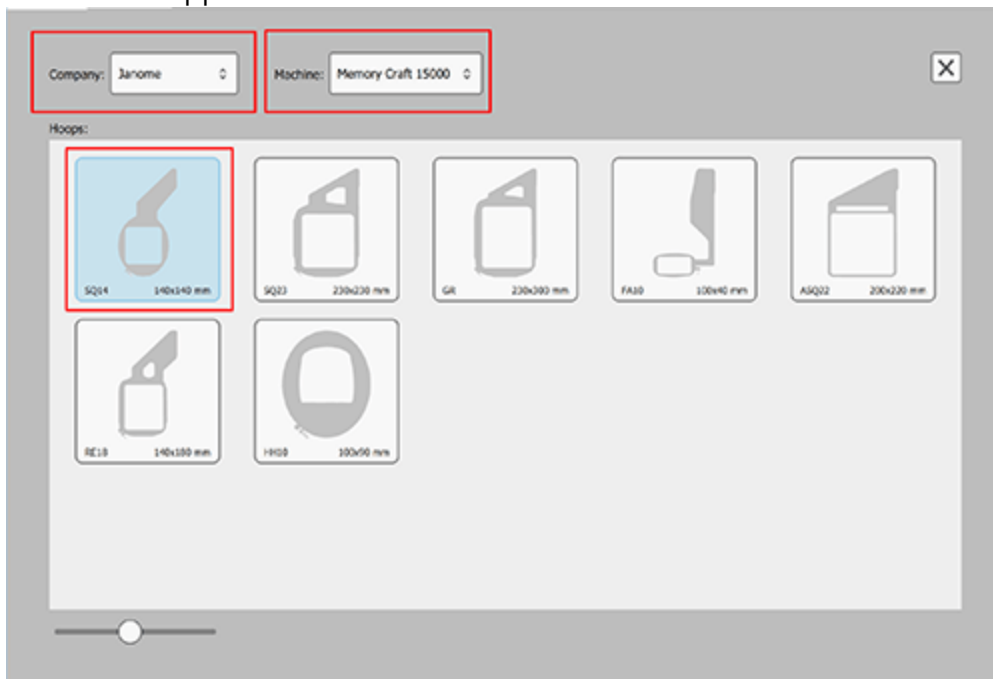 Company: Janome Machine: Memory Craft 15000
Hoops:
SQ14 140x140 mm SQ23 230x230 mm GR 230x300 mm FA10 100x40 mm ASQ22 200x220 mm
RE18 140x180 mm HH10 100x90 mm